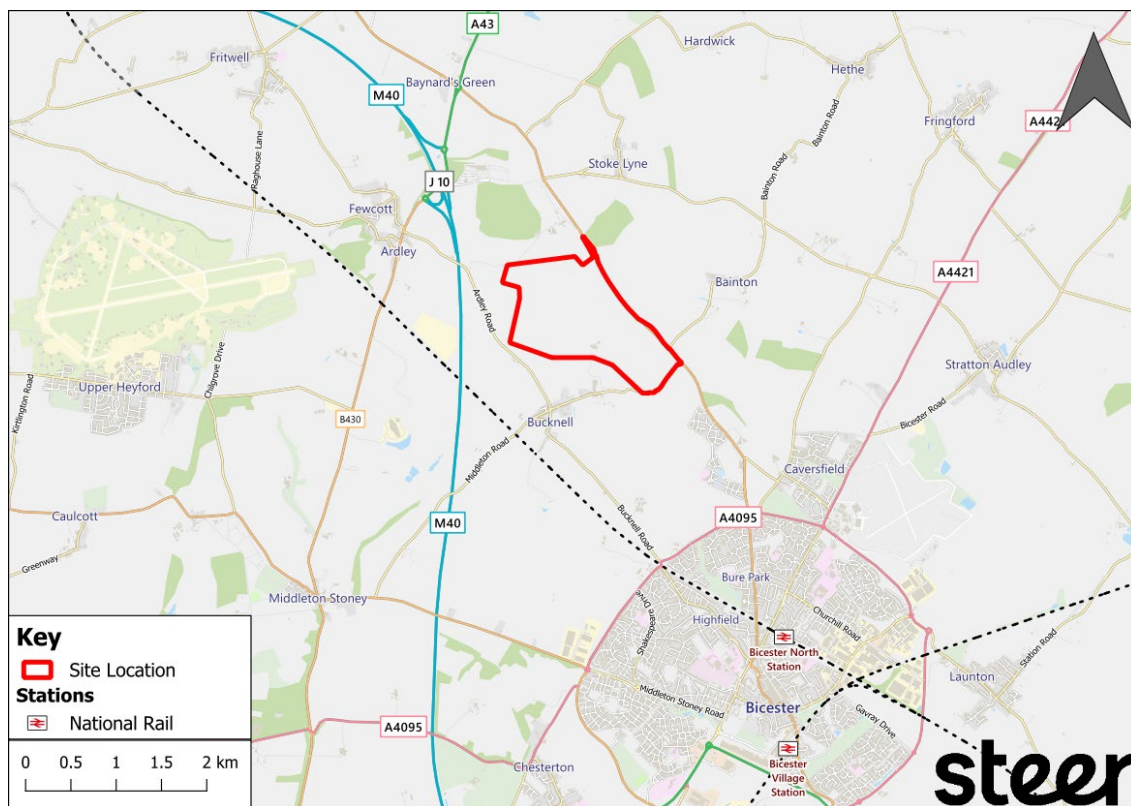 A43
Hardwick
Fritwell
Baynard's Green
Hethe
M40
Fringford
A4421
Bainton Road
Raghouse Lane
Stoke Lyne
Bainton Road
J 10
Fewcott
Ardley
A4421
Bainton
Ardley Road
Stratton Audley
Chilgrove Drive
Upper Heyford
Kirtlington Road
B430
Bucknell
Bicester Road
Middleton Road
Caversfield
Caulcott
M40
A4095
Greenway
Bucknell Road
Bure Park
Middleton Stoney
Highfield
Churchill Road
Shakespeare Drive
Station Road
Bicester North
Station
Launton
Middleton Stoney Road
Bicester
Gavray Drive
A4095
Chesterton
Bicester
Village
Station
Key
Site Location
Stations
National Rail
0 0.5 1 1.5 2 km
steer